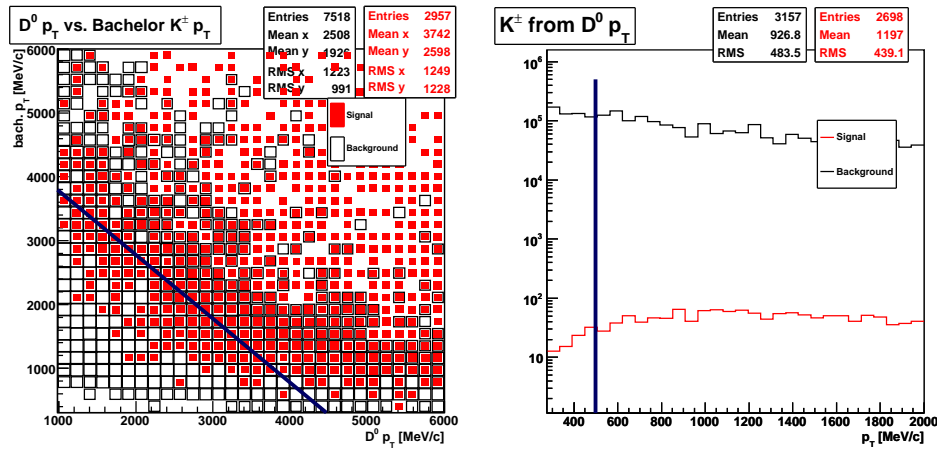 D⁰ p_T vs. Bachelor K± p_T
Entries 7518
Mean x 2508
Mean y 1926
RMS x 1223
RMS y 991
Entries 2957
Mean x 3742
Mean y 2598
RMS x 1249
RMS y 1228
Signal
Background
bach. p_T [MeV/c]
6000
5000
4000
3000
2000
1000
1000 2000 3000 4000 5000 6000
D⁰ p_T [MeV/c]
K± from D⁰ p_T
Entries 3157
Mean 926.8
RMS 483.5
Entries 2698
Mean 1197
RMS 439.1
Signal
Background
10⁶
10⁵
10⁴
10³
10²
10
400 600 800 1000 1200 1400 1600 1800 2000
p_T [MeV/c]